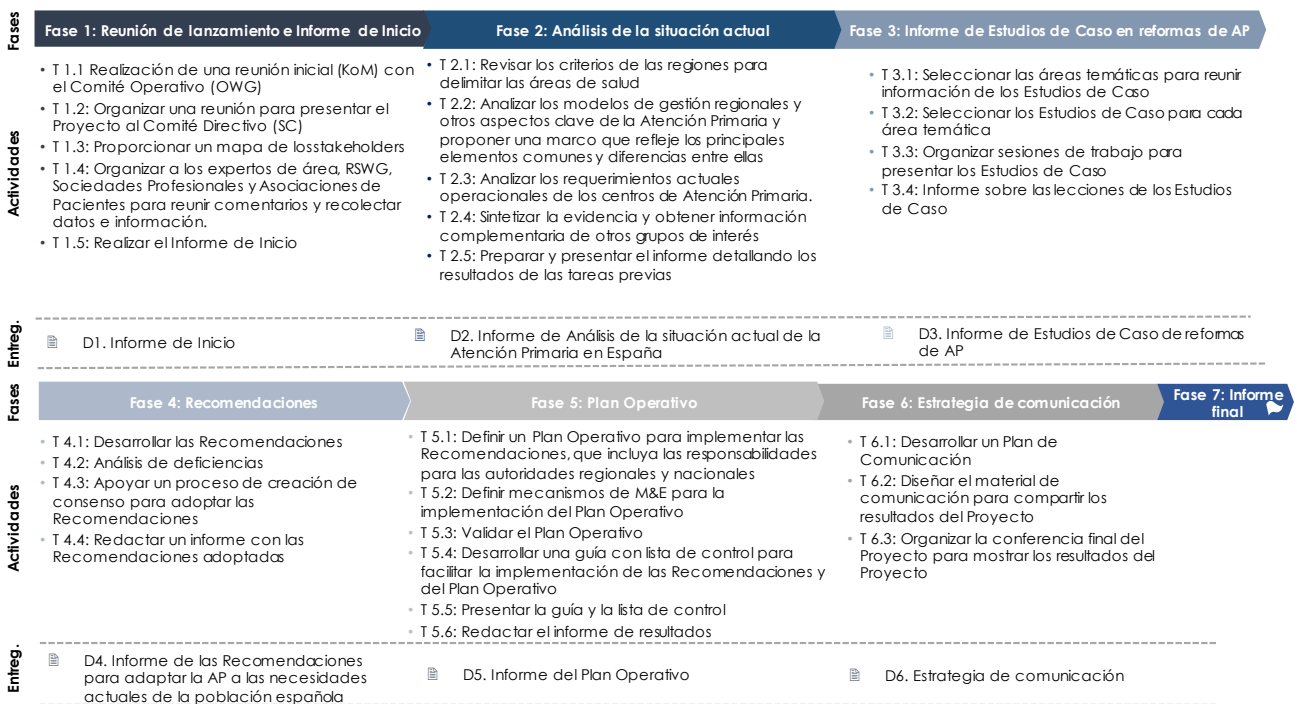 Fases
Fase 1: Reunión de lanzamiento e Informe de Inicio
Fase 2: Análisis de la situación actual
Fase 3: Informe de Estudios de Caso en reformas de AP
Actividades
• T 1.1 Realización de una reunión inicial (KoM) con
el Comité Operativo (OWG)
• T 1.2: Organizar una reunión para presentar el
Proyecto al Comité Directivo (SC)
• T 1.3: Proporcionar un mapa de losstakeholders
• T 1.4: Organizar a los expertos de área, RSWG,
Sociedades Profesionales y Asociaciones de
Pacientes para reunir comentarios y recolectar
datos e información.
• T 1.5: Realizar el Informe de Inicio
• T 2.1: Revisar los criterios de las regiones para
delimitar las áreas de salud
• T 2.2: Analizar los modelos de gestión regionales y
otros aspectos clave de la Atención Primaria y
proponer una marco que refleje los principales
elementos comunes y diferencias entre ellas
• T 2.3: Analizar los requerimientos actuales
operacionales de los centros de Atención Primaria.
• T 2.4: Sintetizar la evidencia y obtener información
complementaria de otros grupos de interés
• T 2.5: Preparar y presentar el informe detallando los
resultados de las tareas previas
• T 3.1: Seleccionar las áreas temáticas para reunir
información de los Estudios de Caso
• T 3.2: Seleccionar los Estudios de Caso para cada
área temática
• T 3.3: Organizar sesiones de trabajo para
presentar los Estudios de Caso
• T 3.4: Informe sobre las lecciones de los Estudios
de Caso
Entreg.
D1. Informe de Inicio
D2. Informe de Análisis de la situación actual de la
Atención Primaria en España
D3. Informe de Estudios de Caso de reformas
de AP
Fases
Fase 4: Recomendaciones
Fase 5: Plan Operativo
Fase 6: Estrategia de comunicación
Fase 7: Informe
final
Actividades
• T 4.1: Desarrollar las Recomendaciones
• T 4.2: Análisis de deficiencias
• T 4.3: Apoyar un proceso de creación de
consenso para adoptar las
Recomendaciones
• T 4.4: Redactar un informe con las
Recomendaciones adoptadas
• T 5.1: Definir un Plan Operativo para implementar las
Recomendaciones, que incluya las responsabilidades
para las autoridades regionales y nacionales
• T 5.2: Definir mecanismos de M&E para la
implementación del Plan Operativo
• T 5.3: Validar el Plan Operativo
• T 5.4: Desarrollar una guía con lista de control para
facilitar la implementación de las Recomendaciones y
del Plan Operativo
• T 5.5: Presentar la guía y la lista de control
• T 5.6: Redactar el informe de resultados
• T 6.1: Desarrollar un Plan de
Comunicación
• T 6.2: Diseñar el material de
comunicación para compartir los
resultados del Proyecto
• T 6.3: Organizar la conferencia final del
Proyecto para mostrar los resultados del
Proyecto
Entreg.
D4. Informe de las Recomendaciones
para adaptar la AP a las necesidades
actuales de la población española
D5. Informe del Plan Operativo
D6. Estrategia de comunicación